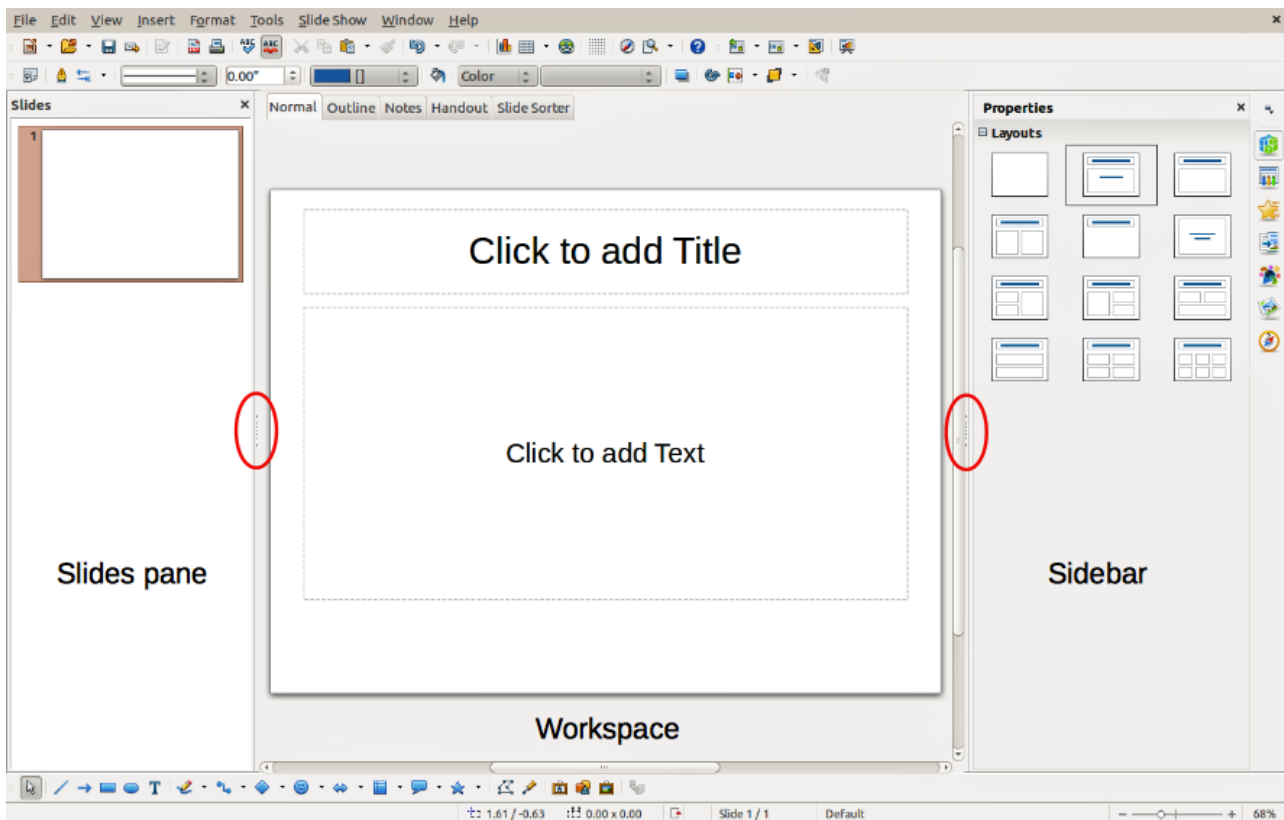 File Edit View Insert Format Tools Slide Show Window Help
0.00" Color
Slides
Normal Outline Notes Handout Slide Sorter
Properties
Layouts
1
Click to add Title
Click to add Text
Slides pane
Sidebar
Workspace
1.61 / -0.63 0.00 x 0.00 Slide 1 / 1 Default 68%